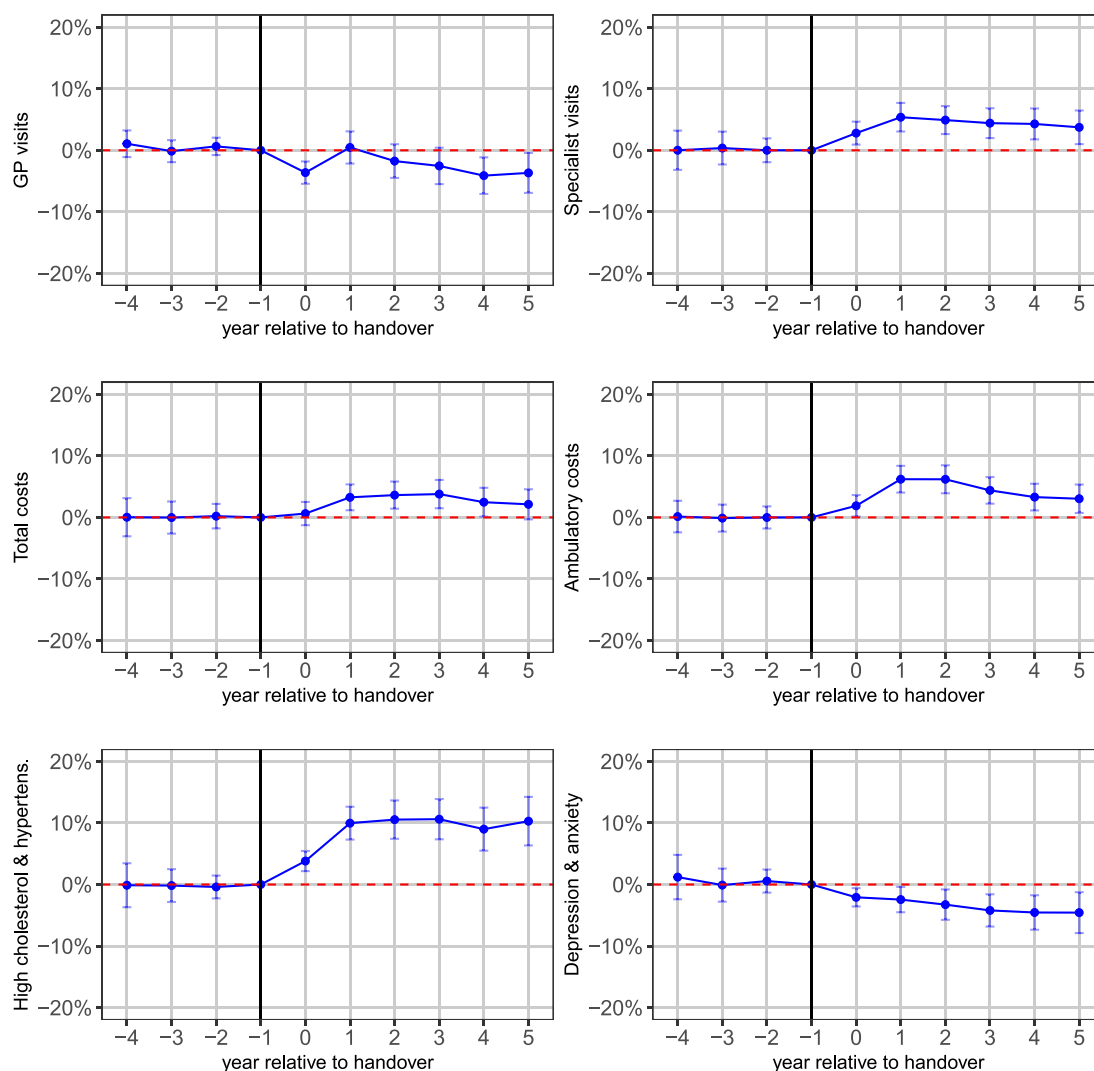 GP visits
20%
10%
0%
−10%
−20%
−4 −3 −2 −1 0 1 2 3 4 5
year relative to handover
Specialist visits
20%
10%
0%
−10%
−20%
−4 −3 −2 −1 0 1 2 3 4 5
year relative to handover
Total costs
20%
10%
0%
−10%
−20%
−4 −3 −2 −1 0 1 2 3 4 5
year relative to handover
Ambulatory costs
20%
10%
0%
−10%
−20%
−4 −3 −2 −1 0 1 2 3 4 5
year relative to handover
High cholesterol & hypertens.
20%
10%
0%
−10%
−20%
−4 −3 −2 −1 0 1 2 3 4 5
year relative to handover
Depression & anxiety
20%
10%
0%
−10%
−20%
−4 −3 −2 −1 0 1 2 3 4 5
year relative to handover